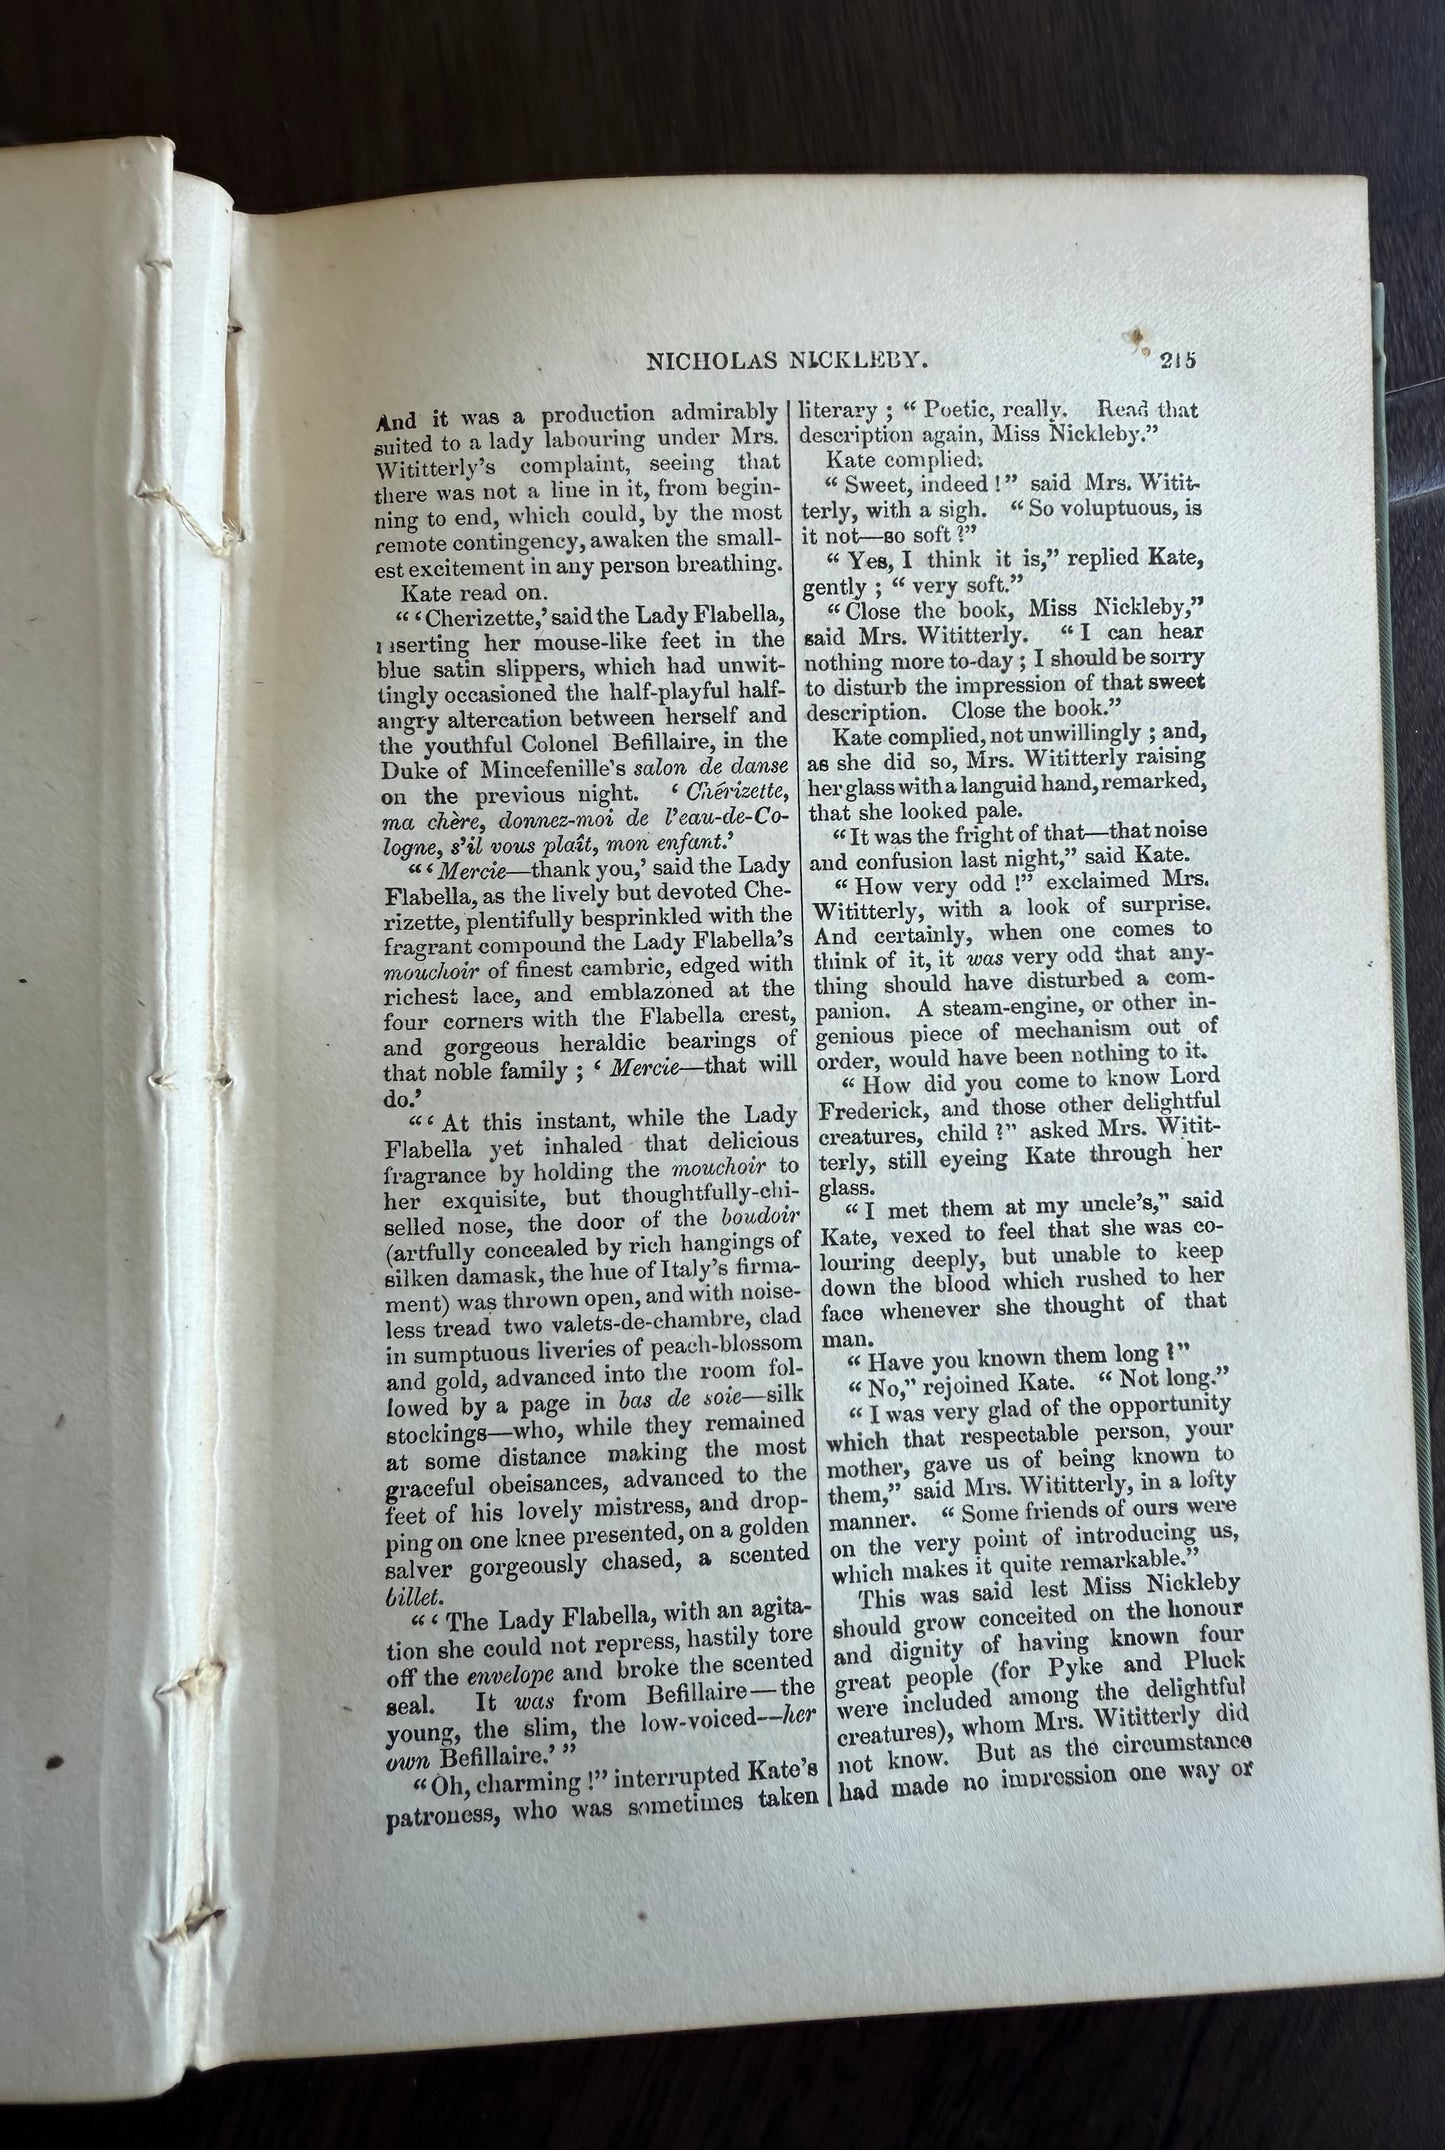 NICHOLAS NICKLEBY.
215
And it was a production admirably
suited to a lady labouring under Mrs.
Wititterly's complaint, seeing that
there was not a line in it, from begin-
ning to end, which could, by the most
remote contingency, awaken the small-
est excitement in any person breathing.
Kate read on.
“‘Cherizette,’ said the Lady Flabella,
inserting her mouse-like feet in the
blue satin slippers, which had unwit-
tingly occasioned the half-playful half-
angry altercation between herself and
the youthful Colonel Befillaire, in the
Duke of Mincefenille's salon de danse
on the previous night. ‘Chérizette,
ma chère, donnez-moi de l'eau-de-Co-
logne, s'il vous plaît, mon enfant.’
“‘Mercie—thank you,’ said the Lady
Flabella, as the lively but devoted Che-
rizette, plentifully besprinkled with the
fragrant compound the Lady Flabella's
mouchoir of finest cambric, edged with
richest lace, and emblazoned at the
four corners with the Flabella crest,
and gorgeous heraldic bearings of
that noble family; ‘Mercie—that will
do.’
“‘At this instant, while the Lady
Flabella yet inhaled that delicious
fragrance by holding the mouchoir to
her exquisite, but thoughtfully-chi-
selled nose, the door of the boudoir
(artfully concealed by rich hangings of
silken damask, the hue of Italy's firma-
ment) was thrown open, and with noise-
less tread two valets-de-chambre, clad
in sumptuous liveries of peach-blossom
and gold, advanced into the room fol-
lowed by a page in bas de soie—silk
stockings—who, while they remained
at some distance making the most
graceful obeisances, advanced to the
feet of his lovely mistress, and drop-
ping on one knee presented, on a golden
salver gorgeously chased, a scented
billet.
“‘The Lady Flabella, with an agita-
tion she could not repress, hastily tore
off the envelope and broke the scented
seal. It was from Befillaire—the
young, the slim, the low-voiced—her
own Befillaire.’”
“Oh, charming!” interrupted Kate's
patroness, who was sometimes taken
literary; “Poetic, really. Read that
description again, Miss Nickleby.”
Kate complied.
“Sweet, indeed!” said Mrs. Witit-
terly, with a sigh. “So voluptuous, is
it not—so soft?”
“Yes, I think it is,” replied Kate,
gently; “very soft.”
“Close the book, Miss Nickleby,”
said Mrs. Wititterly. “I can hear
nothing more to-day; I should be sorry
to disturb the impression of that sweet
description. Close the book.”
Kate complied, not unwillingly; and,
as she did so, Mrs. Wititterly raising
her glass with a languid hand, remarked,
that she looked pale.
“It was the fright of that—that noise
and confusion last night,” said Kate.
“How very odd!” exclaimed Mrs.
Wititterly, with a look of surprise.
And certainly, when one comes to
think of it, it was very odd that any-
thing should have disturbed a com-
panion. A steam-engine, or other in-
genious piece of mechanism out of
order, would have been nothing to it.
“How did you come to know Lord
Frederick, and those other delightful
creatures, child?” asked Mrs. Witit-
terly, still eyeing Kate through her
glass.
“I met them at my uncle's,” said
Kate, vexed to feel that she was co-
louring deeply, but unable to keep
down the blood which rushed to her
face whenever she thought of that
man.
“Have you known them long?”
“No,” rejoined Kate. “Not long.”
“I was very glad of the opportunity
which that respectable person, your
mother, gave us of being known to
them,” said Mrs. Wititterly, in a lofty
manner. “Some friends of ours were
on the very point of introducing us,
which makes it quite remarkable.”
This was said lest Miss Nickleby
should grow conceited on the honour
and dignity of having known four
great people (for Pyke and Pluck
were included among the delightful
creatures), whom Mrs. Wititterly did
not know. But as the circumstance
had made no impression one way or